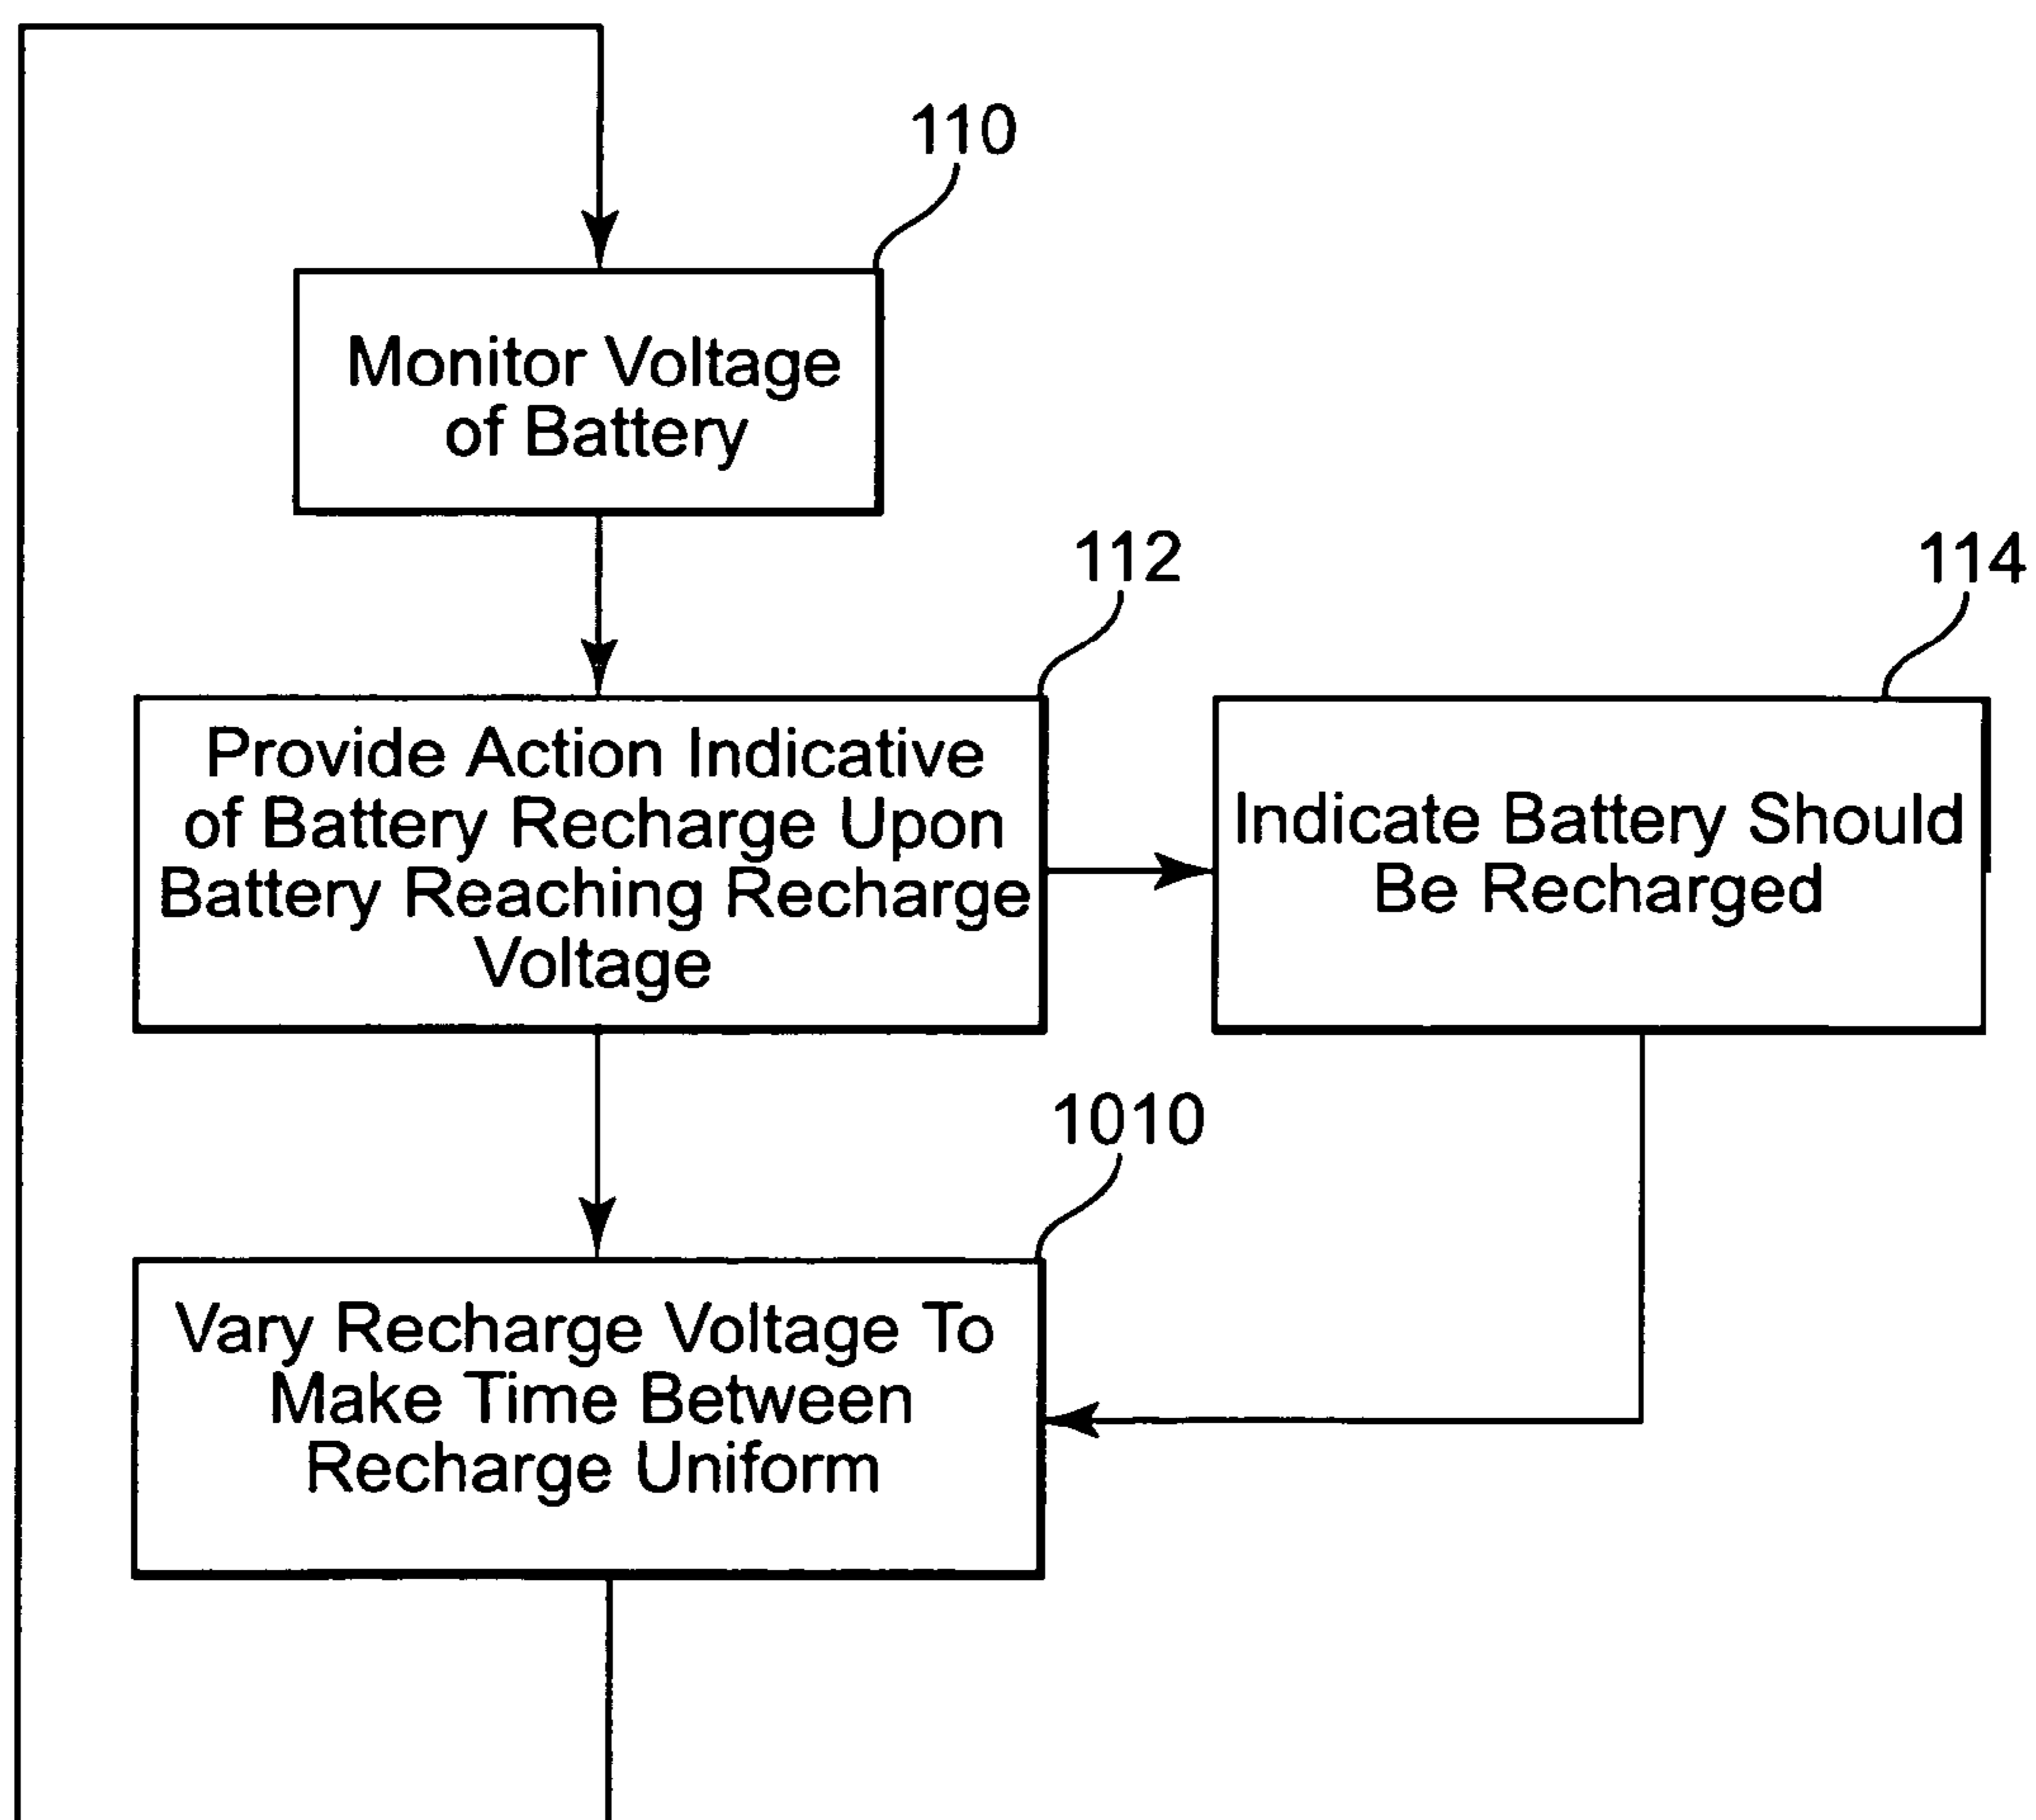 110
Monitor Voltage
of Battery
112
114
Provide Action Indicative
of Battery Recharge Upon
Battery Reaching Recharge
Voltage
Indicate Battery Should
Be Recharged
1010
Vary Recharge Voltage To
Make Time Between
Recharge Uniform